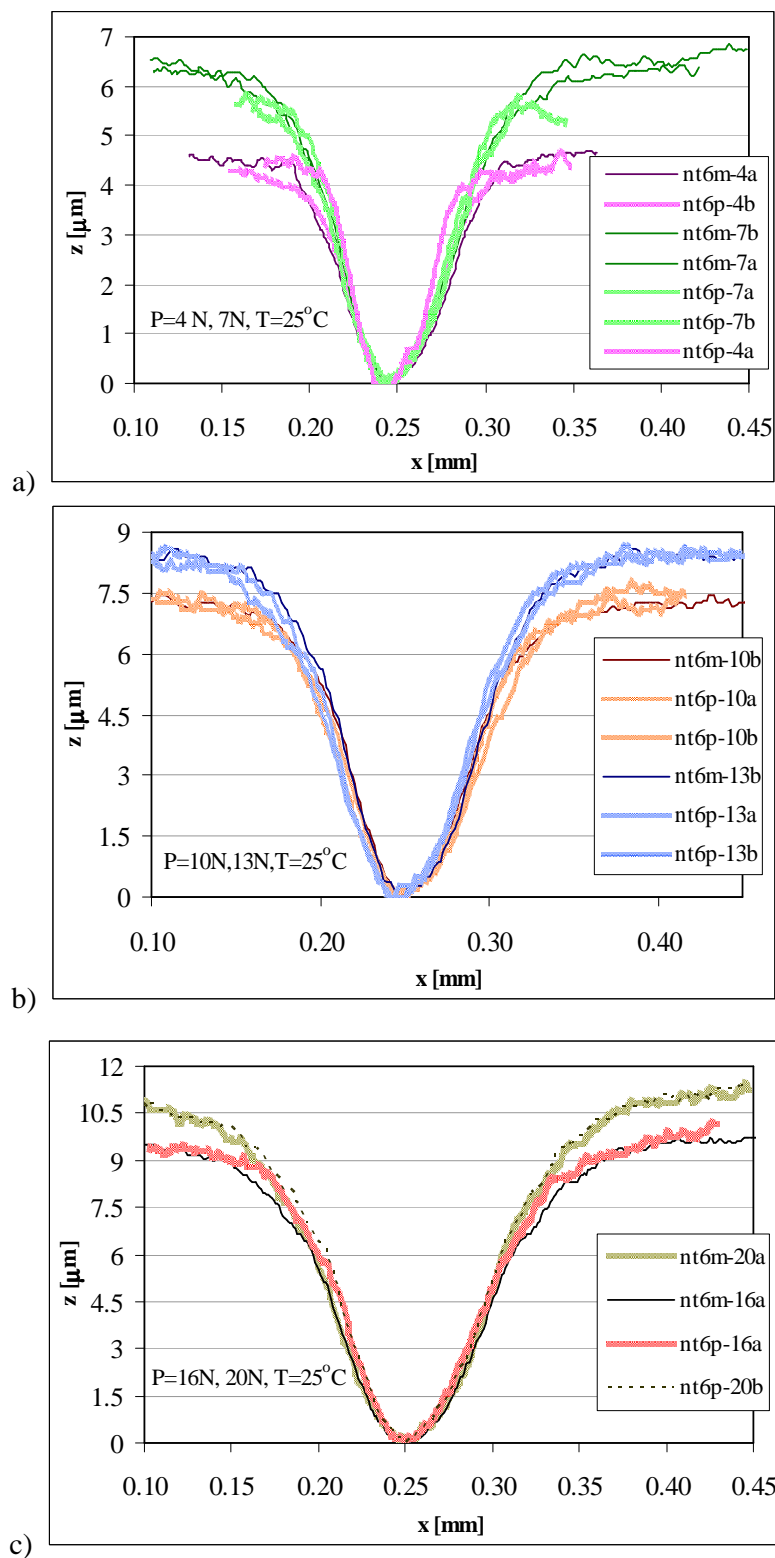 7
6
5
4
3
2
1
0
z [μm]
P=4 N, 7N, T=25°C
nt6m-4a
nt6p-4b
nt6m-7b
nt6m-7a
nt6p-7a
nt6p-7b
nt6p-4a
0.10 0.15 0.20 0.25 0.30 0.35 0.40 0.45
x [mm]
a)
9
7.5
6
4.5
3
1.5
0
z [μm]
P=10N,13N,T=25°C
nt6m-10b
nt6p-10a
nt6p-10b
nt6m-13b
nt6p-13a
nt6p-13b
0.10 0.20 0.30 0.40
x [mm]
b)
12
10.5
9
7.5
6
4.5
3
1.5
0
z [μm]
P=16N, 20N, T=25°C
nt6m-20a
nt6m-16a
nt6p-16a
nt6p-20b
0.10 0.15 0.20 0.25 0.30 0.35 0.40 0.45
x [mm]
c)